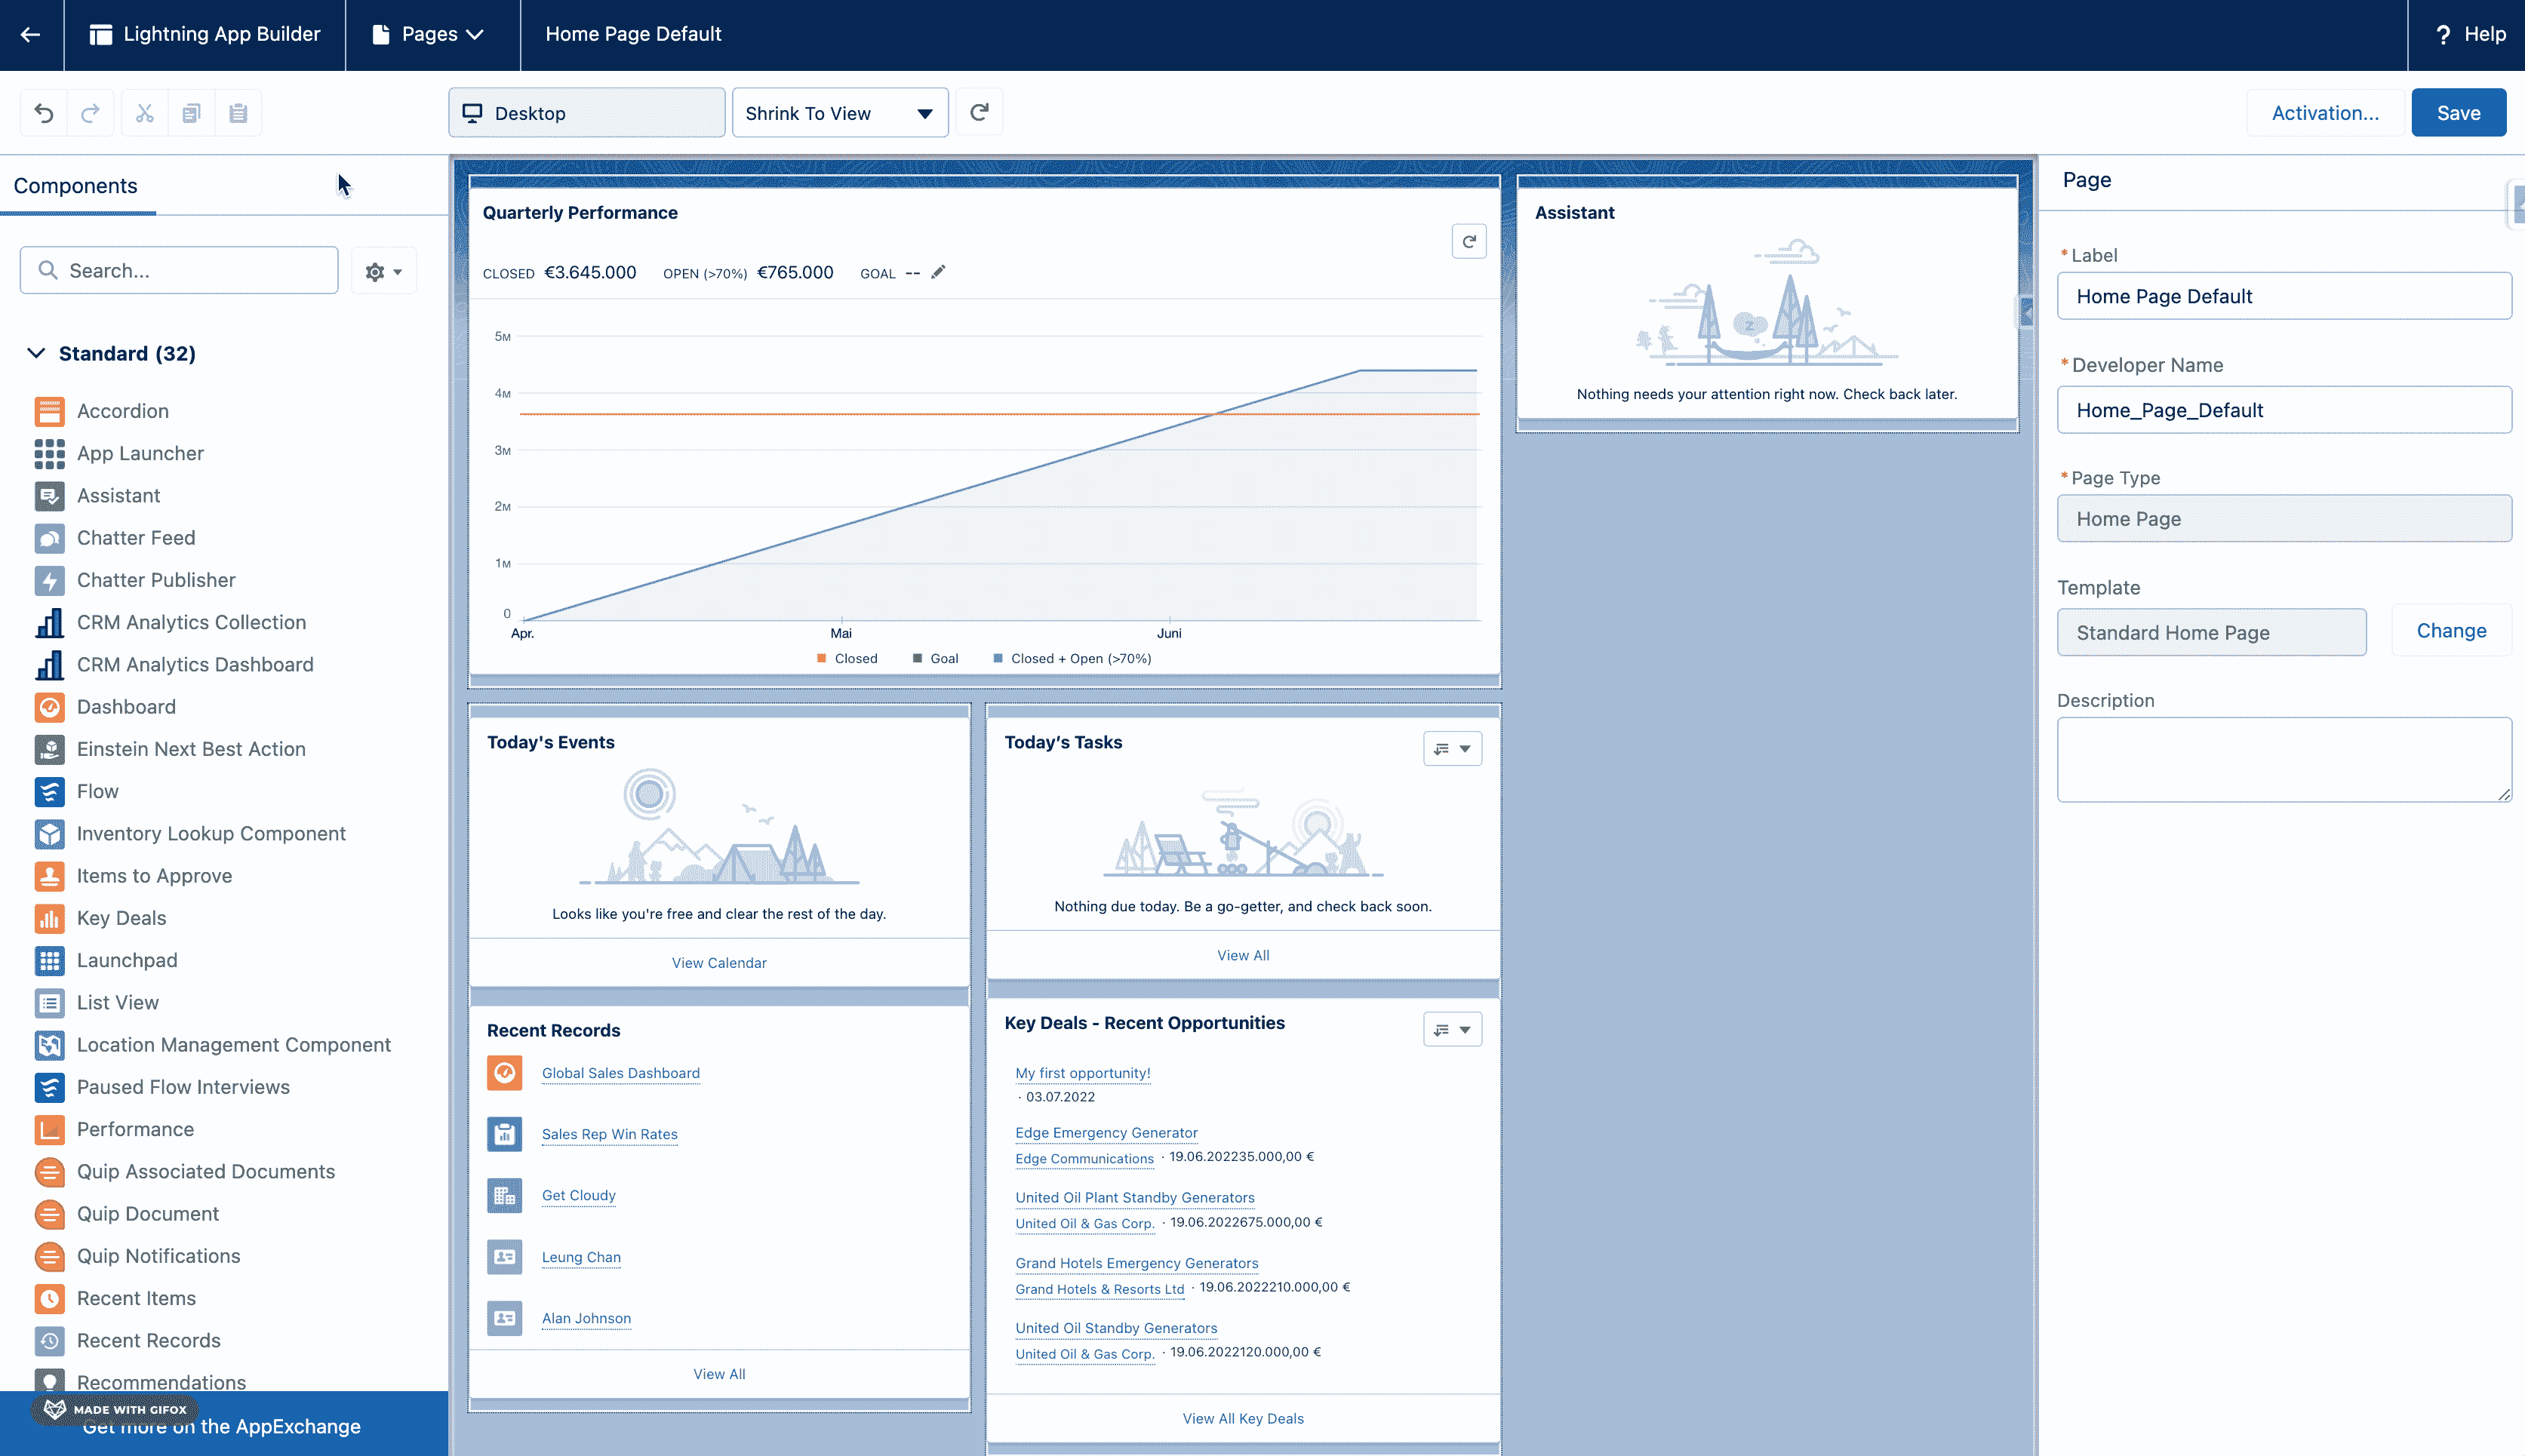 Lightning App Builder
Pages
Home Page Default
? Help
Desktop
Shrink To View
Activation...
Save
Components
Search...
Standard (32)
Accordion
App Launcher
Assistant
Chatter Feed
Chatter Publisher
CRM Analytics Collection
CRM Analytics Dashboard
Dashboard
Einstein Next Best Action
Flow
Inventory Lookup Component
Items to Approve
Key Deals
Launchpad
List View
Location Management Component
Paused Flow Interviews
Performance
Quip Associated Documents
Quip Document
Quip Notifications
Recent Items
Recent Records
Recommendations
MADE WITH GIFOX
Get more on the AppExchange
Quarterly Performance
CLOSED €3.645.000 OPEN (>70%) €765.000 GOAL --
5M
4M
3M
2M
1M
0
Apr. Mai Juni
Closed Goal Closed + Open (>70%)
Assistant
z
Nothing needs your attention right now. Check back later.
Today's Events
Looks like you're free and clear the rest of the day.
View Calendar
Today’s Tasks
Nothing due today. Be a go-getter, and check back soon.
View All
Recent Records
Global Sales Dashboard
Sales Rep Win Rates
Get Cloudy
Leung Chan
Alan Johnson
View All
Key Deals - Recent Opportunities
My first opportunity!
· 03.07.2022
Edge Emergency Generator
Edge Communications · 19.06.202235.000,00 €
United Oil Plant Standby Generators
United Oil & Gas Corp. · 19.06.2022675.000,00 €
Grand Hotels Emergency Generators
Grand Hotels & Resorts Ltd · 19.06.2022210.000,00 €
United Oil Standby Generators
United Oil & Gas Corp. · 19.06.2022120.000,00 €
View All Key Deals
Page
*Label
Home Page Default
*Developer Name
Home_Page_Default
*Page Type
Home Page
Template
Standard Home Page
Change
Description